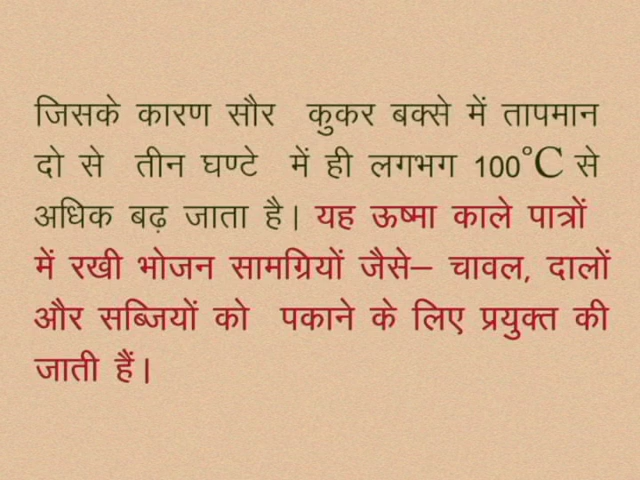 जिसके कारण सौर कुकर बक्से में तापमान
दो से तीन घण्टे में ही लगभग 100°C से
अधिक बढ़ जाता है। यह ऊष्मा काले पात्रों
में रखी भोजन सामग्रियों जैसे– चावल, दालों
और सब्जियों को पकाने के लिए प्रयुक्त की
जाती हैं।